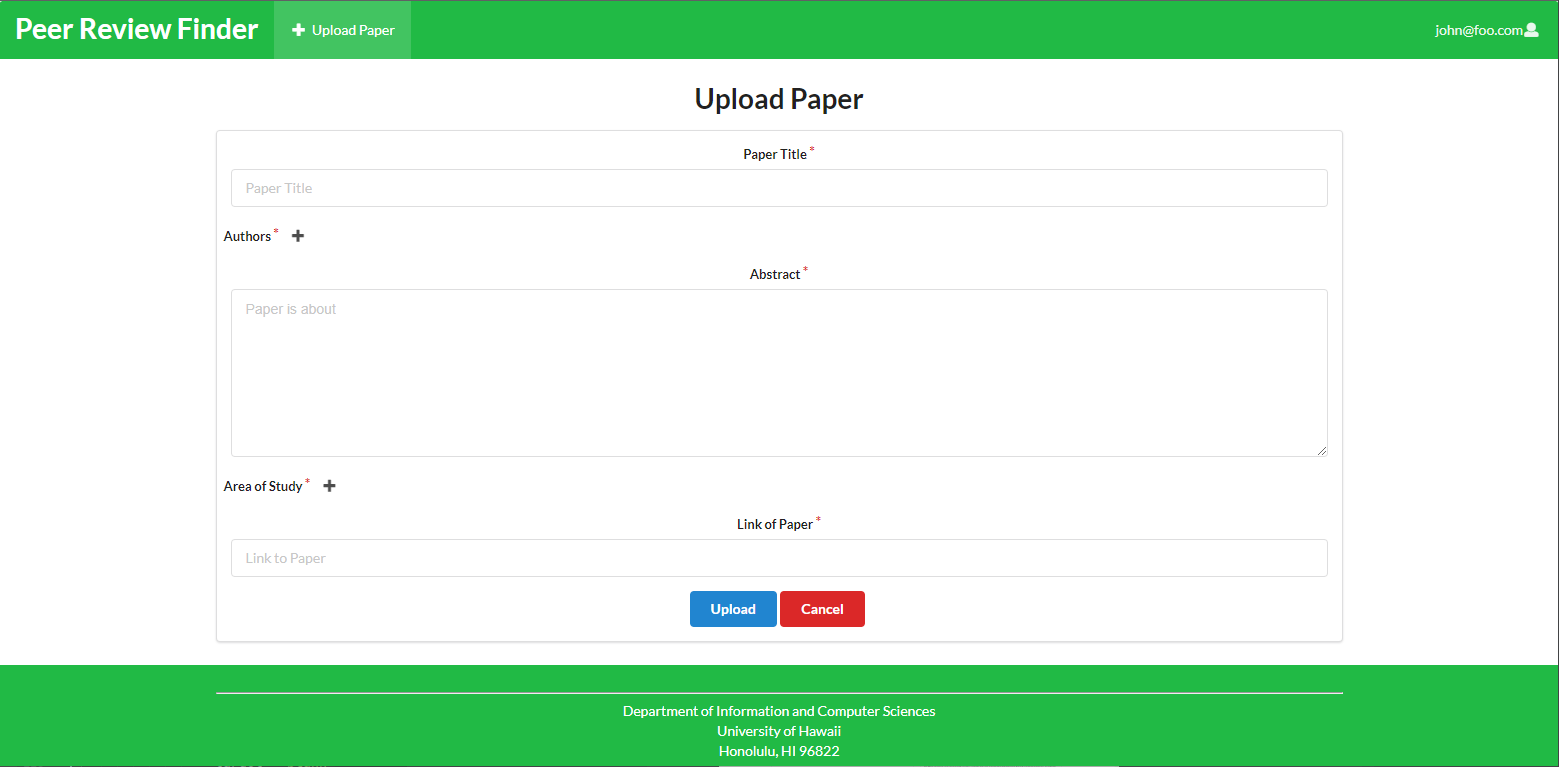 Peer Review Finder
Upload Paper
john@foo.com
Upload Paper
Paper Title *
Paper Title
Authors *
Abstract *
Paper is about
Area of Study *
Link of Paper *
Link to Paper
Upload Cancel
Department of Information and Computer Sciences
University of Hawaii
Honolulu, HI 96822